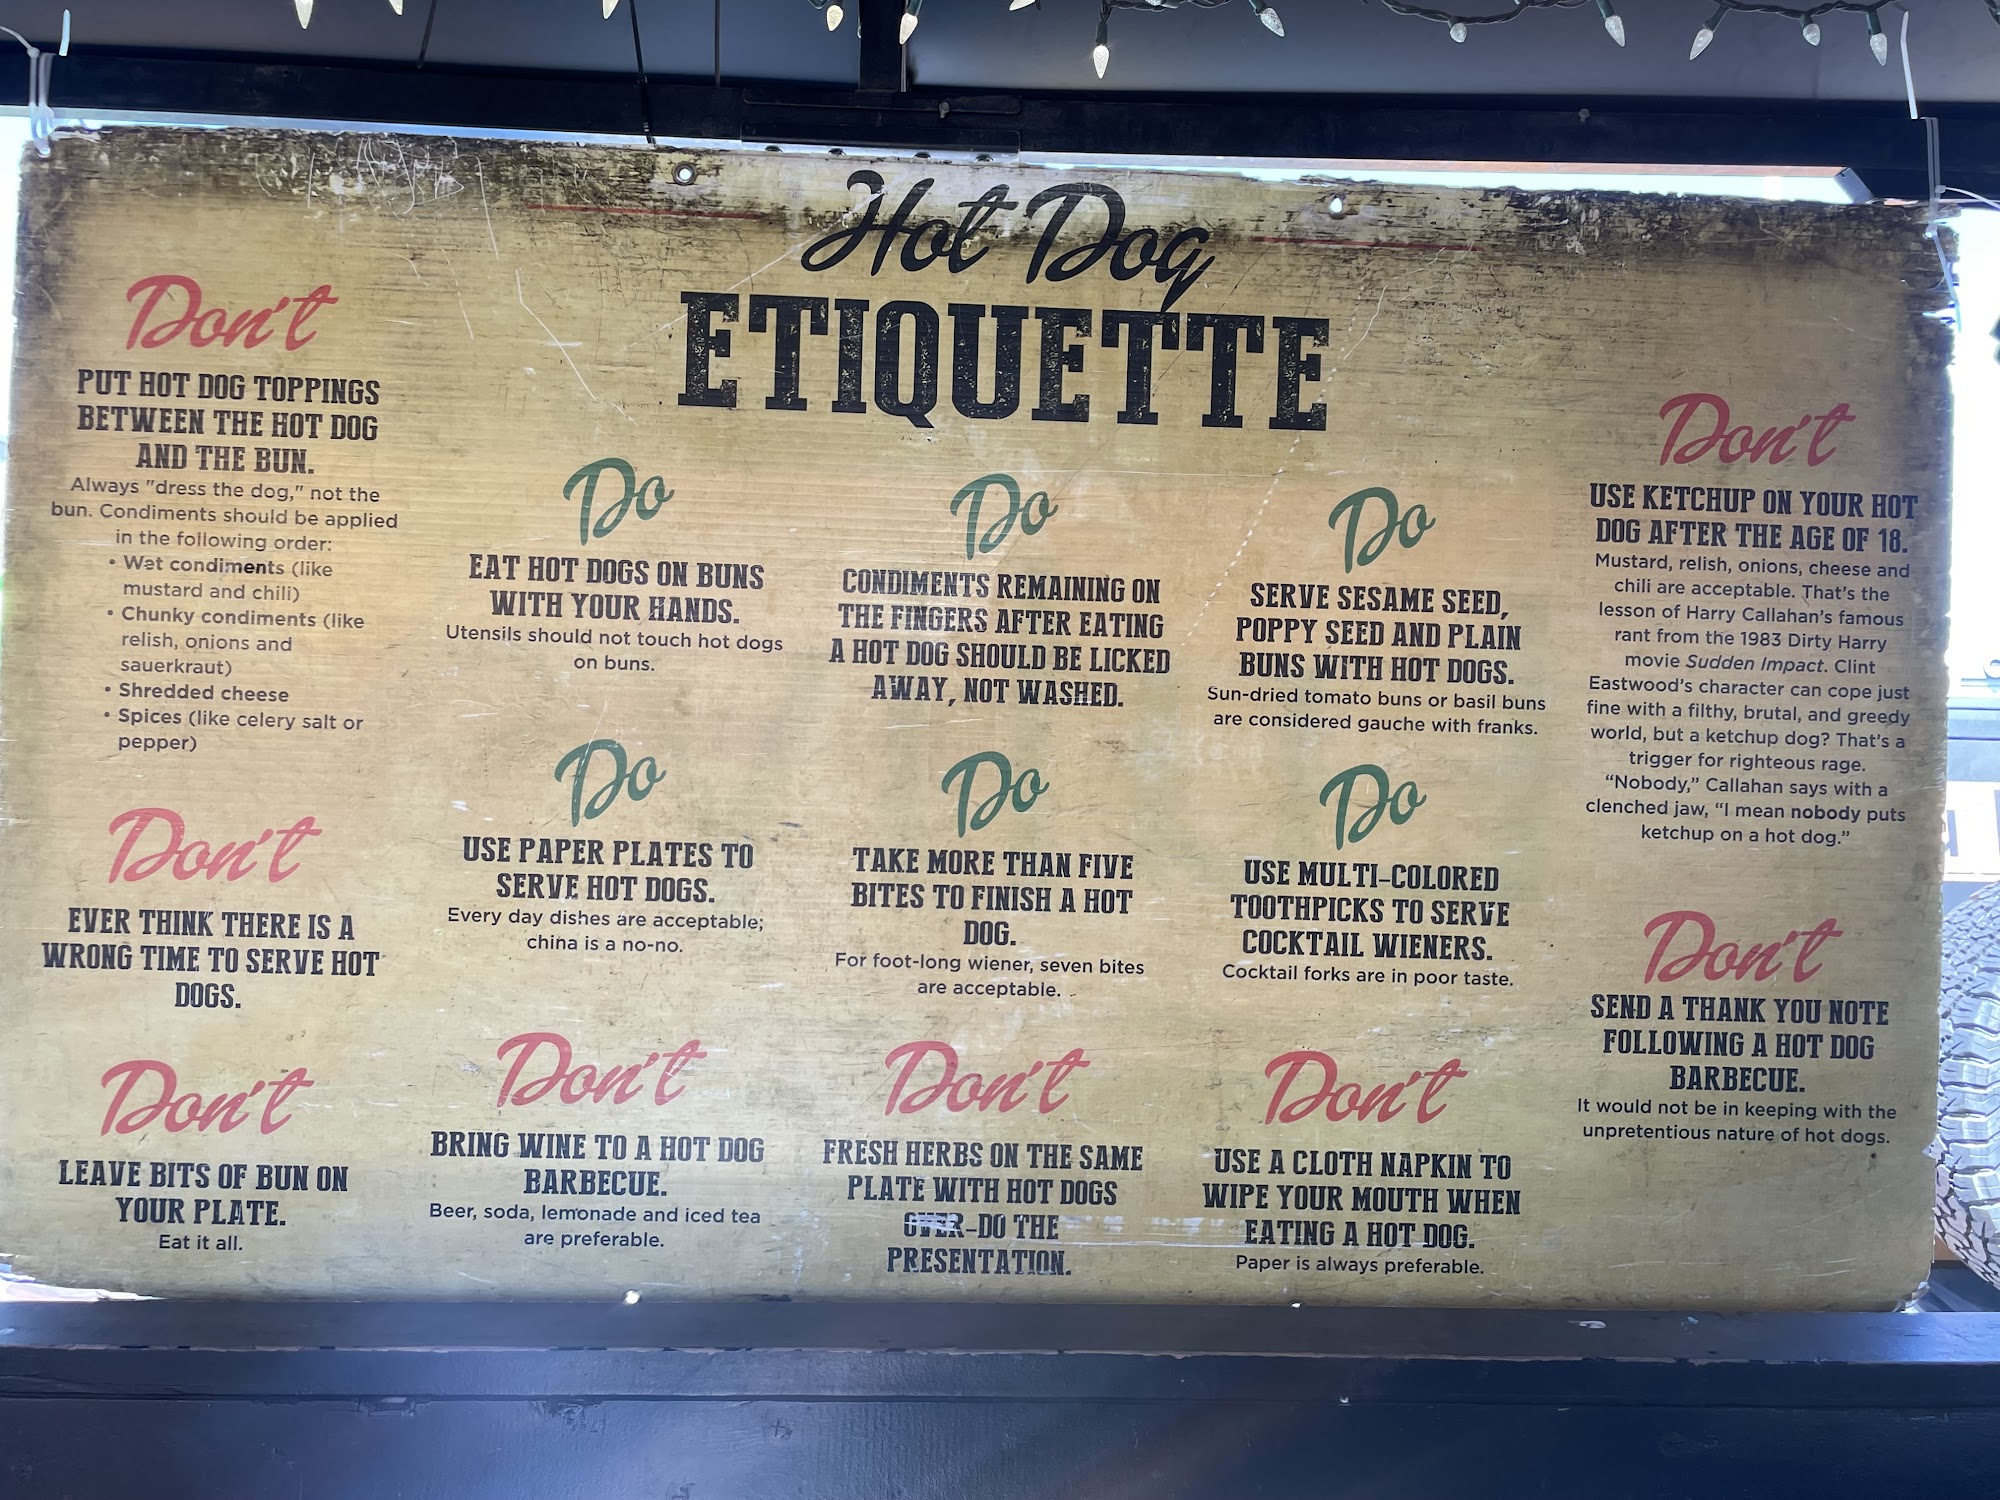 Hot Dog
ETIQUETTE
Don't
PUT HOT DOG TOPPINGS
BETWEEN THE HOT DOG
AND THE BUN.
Always "dress the dog," not the
bun. Condiments should be applied
in the following order:
• Wet condiments (like
mustard and chili)
• Chunky condiments (like
relish, onions and
sauerkraut)
• Shredded cheese
• Spices (like celery salt or
pepper)
Don't
EVER THINK THERE IS A
WRONG TIME TO SERVE HOT
DOGS.
Don't
LEAVE BITS OF BUN ON
YOUR PLATE.
Eat it all.
Do
EAT HOT DOGS ON BUNS
WITH YOUR HANDS.
Utensils should not touch hot dogs
on buns.
Do
USE PAPER PLATES TO
SERVE HOT DOGS.
Every day dishes are acceptable;
china is a no-no.
Don't
BRING WINE TO A HOT DOG
BARBECUE.
Beer, soda, lemonade and iced tea
are preferable.
Do
CONDIMENTS REMAINING ON
THE FINGERS AFTER EATING
A HOT DOG SHOULD BE LICKED
AWAY, NOT WASHED.
Do
TAKE MORE THAN FIVE
BITES TO FINISH A HOT
DOG.
For foot-long wiener, seven bites
are acceptable.
Don't
FRESH HERBS ON THE SAME
PLATE WITH HOT DOGS
OVER-DO THE
PRESENTATION.
Do
SERVE SESAME SEED,
POPPY SEED AND PLAIN
BUNS WITH HOT DOGS.
Sun-dried tomato buns or basil buns
are considered gauche with franks.
Do
USE MULTI-COLORED
TOOTHPICKS TO SERVE
COCKTAIL WIENERS.
Cocktail forks are in poor taste.
Don't
USE A CLOTH NAPKIN TO
WIPE YOUR MOUTH WHEN
EATING A HOT DOG.
Paper is always preferable.
Don't
USE KETCHUP ON YOUR HOT
DOG AFTER THE AGE OF 18.
Mustard, relish, onions, cheese and
chili are acceptable. That's the
lesson of Harry Callahan's famous
rant from the 1983 Dirty Harry
movie Sudden Impact. Clint
Eastwood's character can cope just
fine with a filthy, brutal, and greedy
world, but a ketchup dog? That's a
trigger for righteous rage.
“Nobody,” Callahan says with a
clenched jaw, “I mean nobody puts
ketchup on a hot dog.”
Don't
SEND A THANK YOU NOTE
FOLLOWING A HOT DOG
BARBECUE.
It would not be in keeping with the
unpretentious nature of hot dogs.